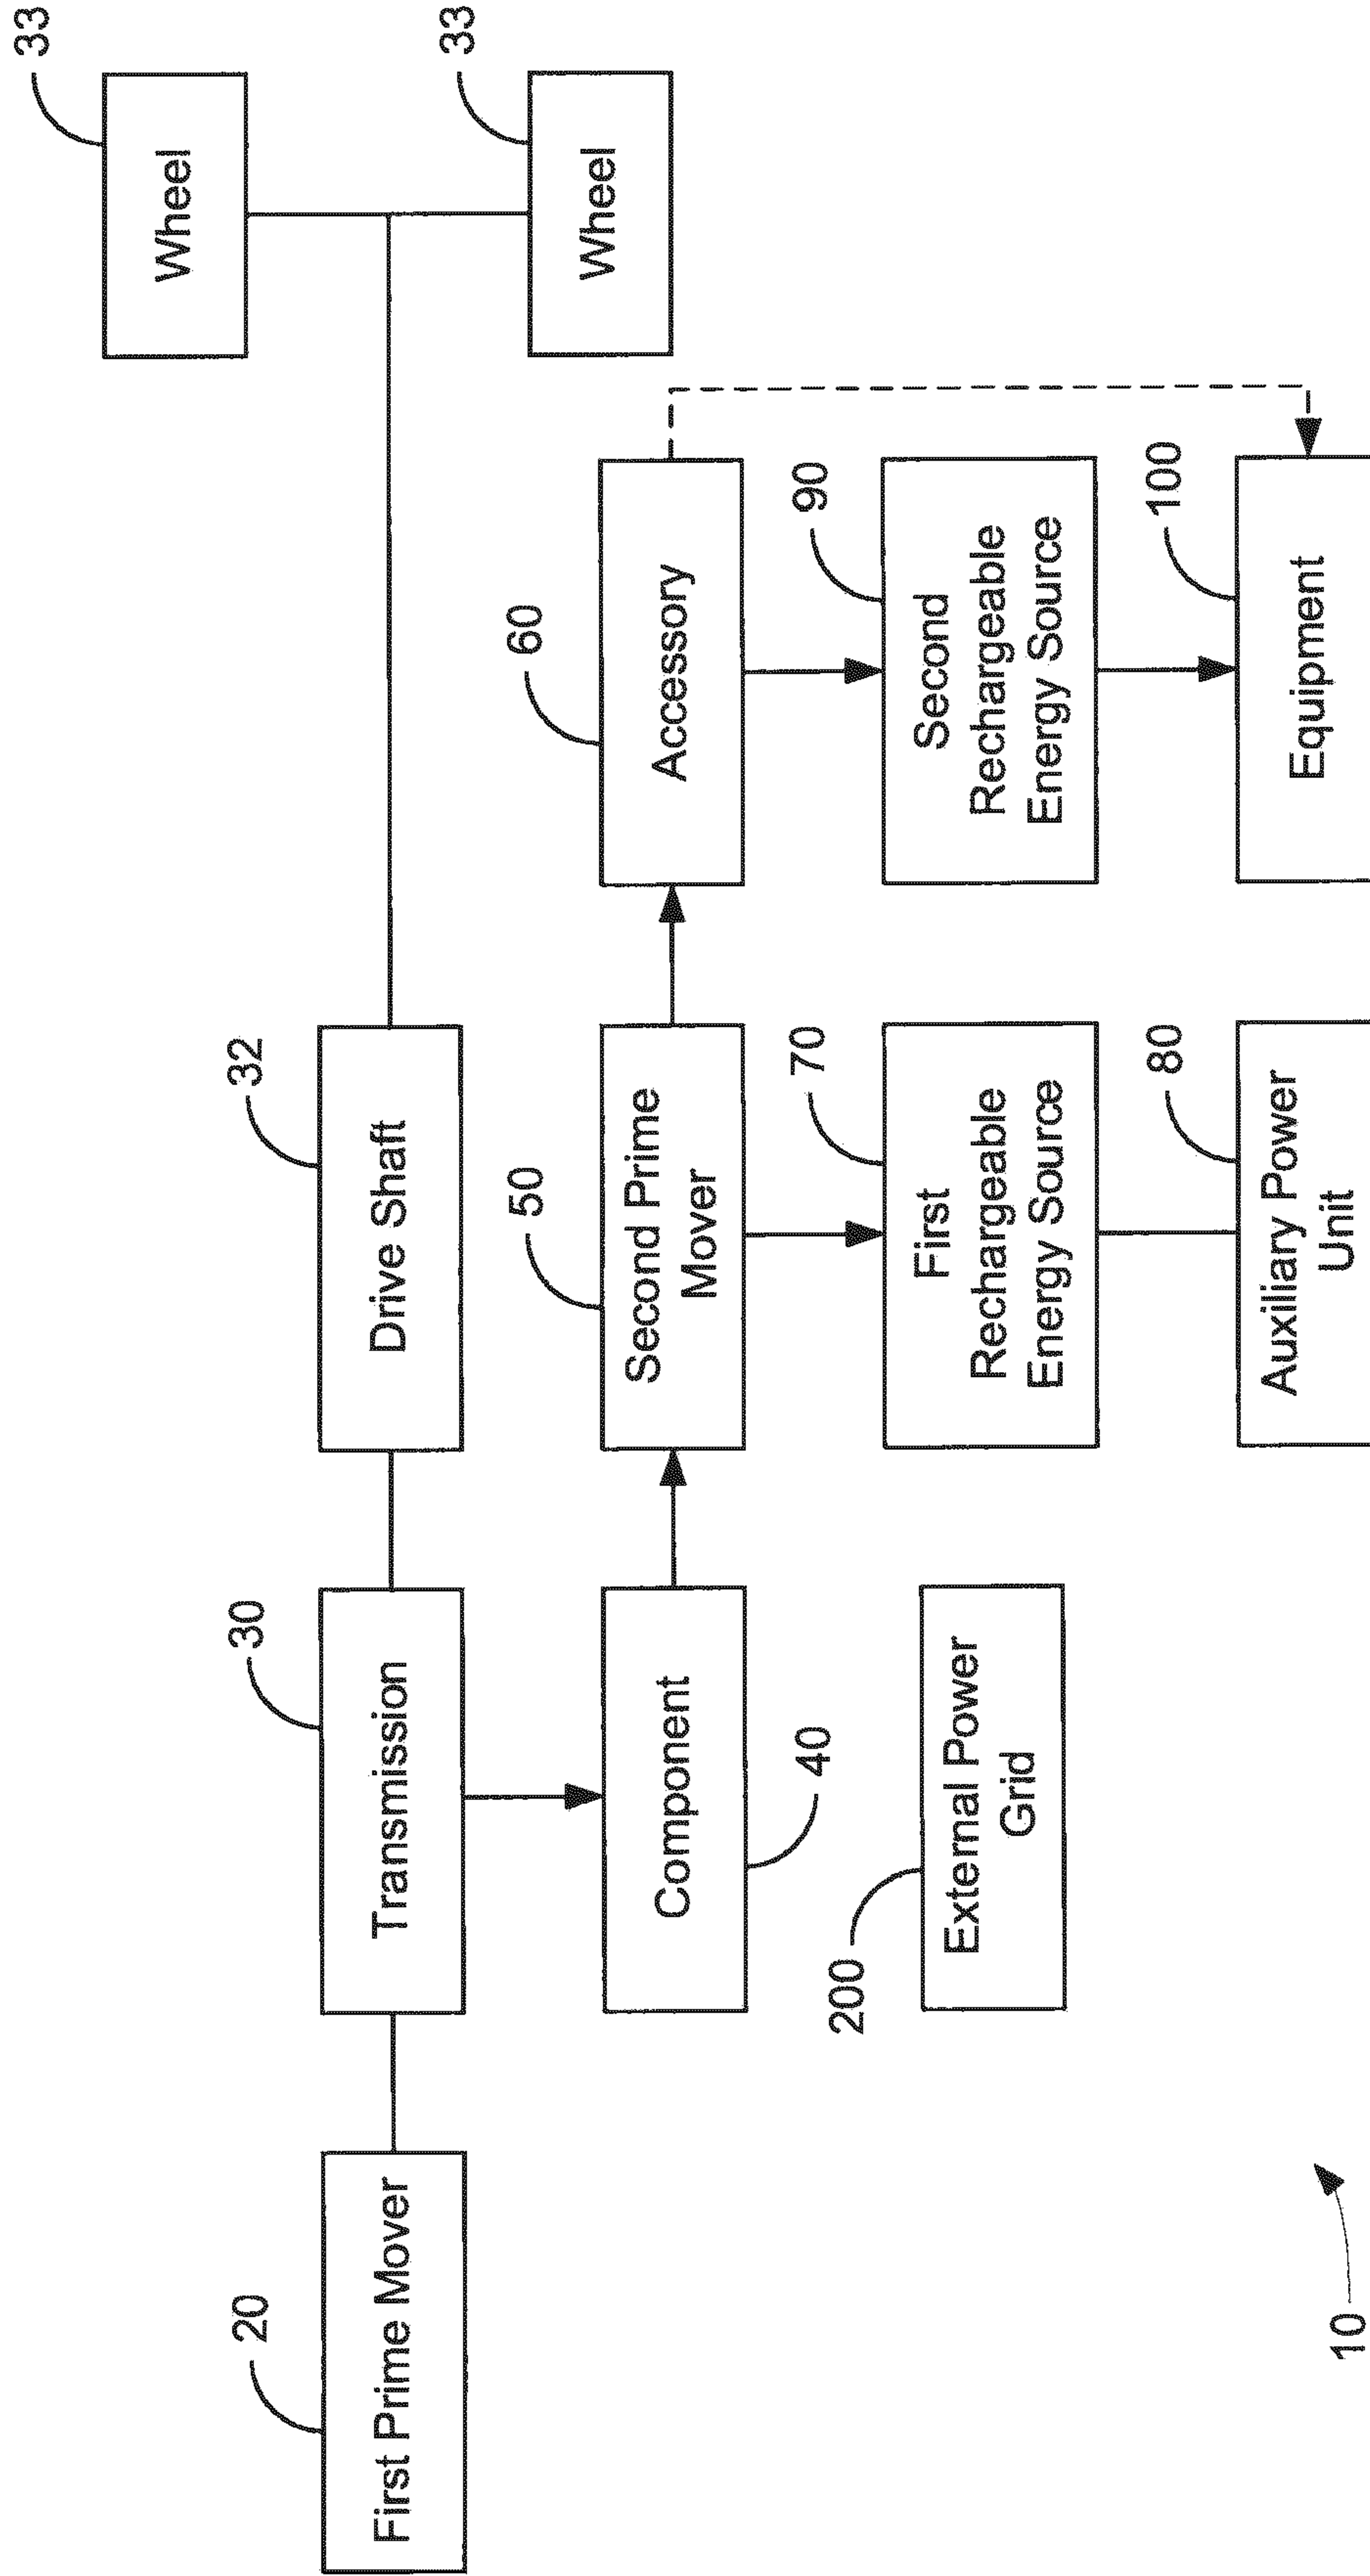 33
Wheel
33
Wheel
20
First Prime Mover
30
Transmission
32
Drive Shaft
40
Component
50
Second Prime
Mover
60
Accessory
200
External Power
Grid
70
First
Rechargeable
Energy Source
90
Second
Rechargeable
Energy Source
80
Auxiliary Power
Unit
100
Equipment
10